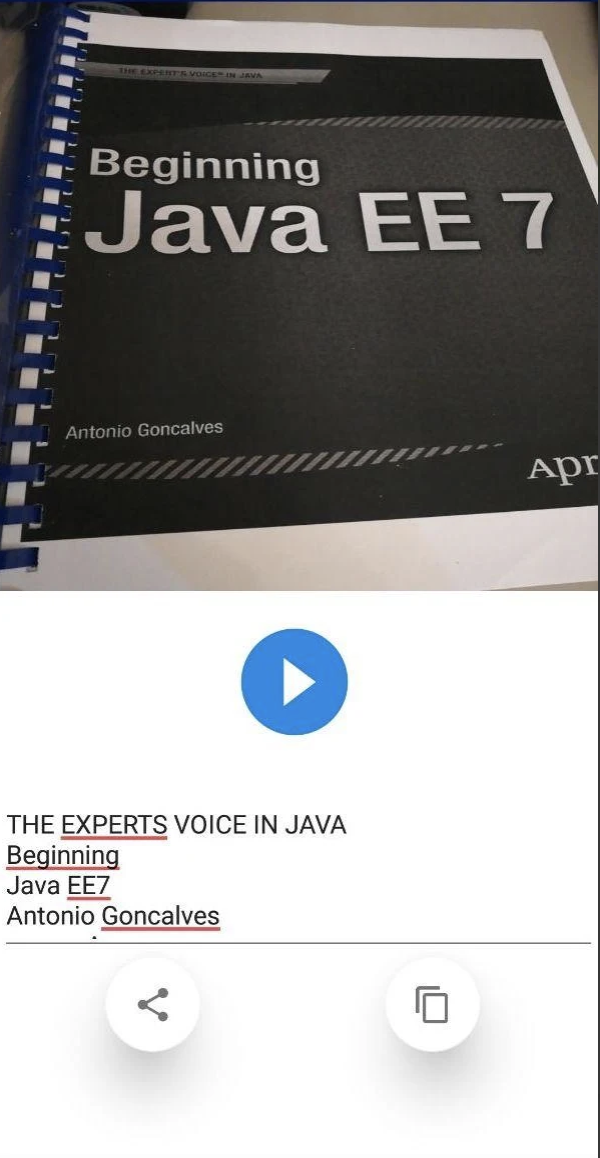 THE EXPERT'S VOICE® IN JAVA
Beginning
Java EE 7
Antonio Goncalves
Apr
THE EXPERTS VOICE IN JAVA
Beginning
Java EE7
Antonio Goncalves